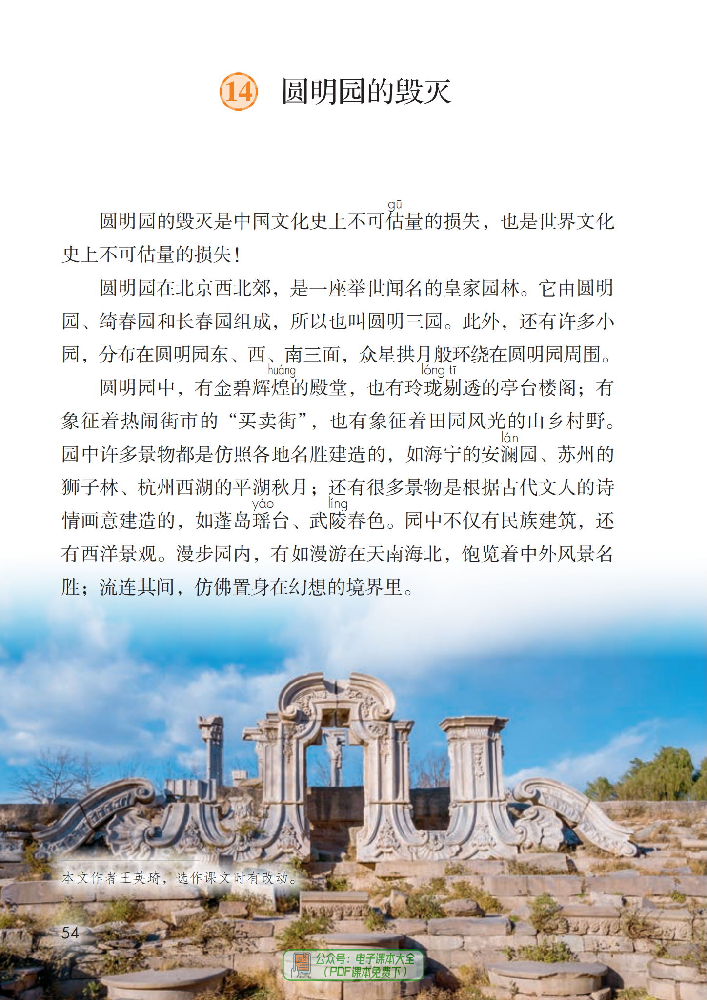 14 圆明园的毁灭
gū
圆明园的毁灭是中国文化史上不可估量的损失，也是世界文化
史上不可估量的损失！
圆明园在北京西北郊，是一座举世闻名的皇家园林。它由圆明
园、绮春园和长春园组成，所以也叫圆明三园。此外，还有许多小
园，分布在圆明园东、西、南三面，众星拱月般环绕在圆明园周围。
huáng lóng tī
圆明园中，有金碧辉煌的殿堂，也有玲珑剔透的亭台楼阁；有
象征着热闹街市的“买卖街”，也有象征着田园风光的山乡村野。
lán
园中许多景物都是仿照各地名胜建造的，如海宁的安澜园、苏州的
狮子林、杭州西湖的平湖秋月；还有很多景物是根据古代文人的诗
yáo líng
情画意建造的，如蓬岛瑶台、武陵春色。园中不仅有民族建筑，还
有西洋景观。漫步园内，有如漫游在天南海北，饱览着中外风景名
胜；流连其间，仿佛置身在幻想的境界里。
本文作者王英琦，选作课文时有改动。
54
语文
dzkbdq
公众号：电子课本大全
（PDF课本免费下）